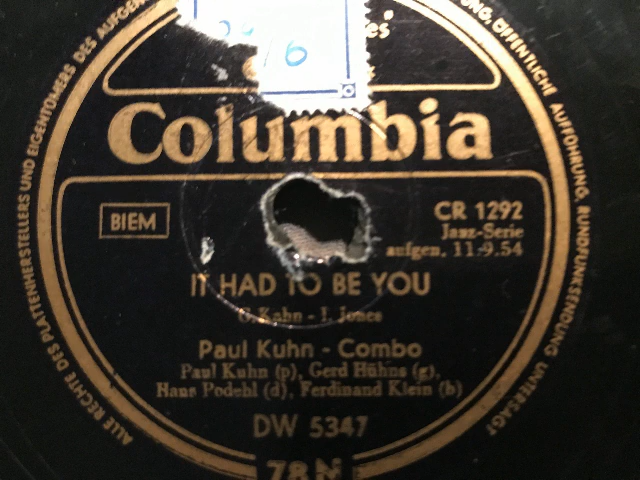 ALLE RECHTE DES PLATTENHERSTELLERS UND EIGENTÜMERS DES AUFGEN
ÖFFENTLICHE AUFFÜHRUNG, RUNDFUNKSENDUNG UNTERSAGT
6
Columbia
BIEM
CR 1292
Jazz-Serie
aufgen. 11.9.54
IT HAD TO BE YOU
G. Kahn - I. Jones
Paul Kuhn - Combo
Paul Kuhn (p), Gerd Hühns (g),
Hans Podehl (d), Ferdinand Klein (b)
DW 5347
78 N